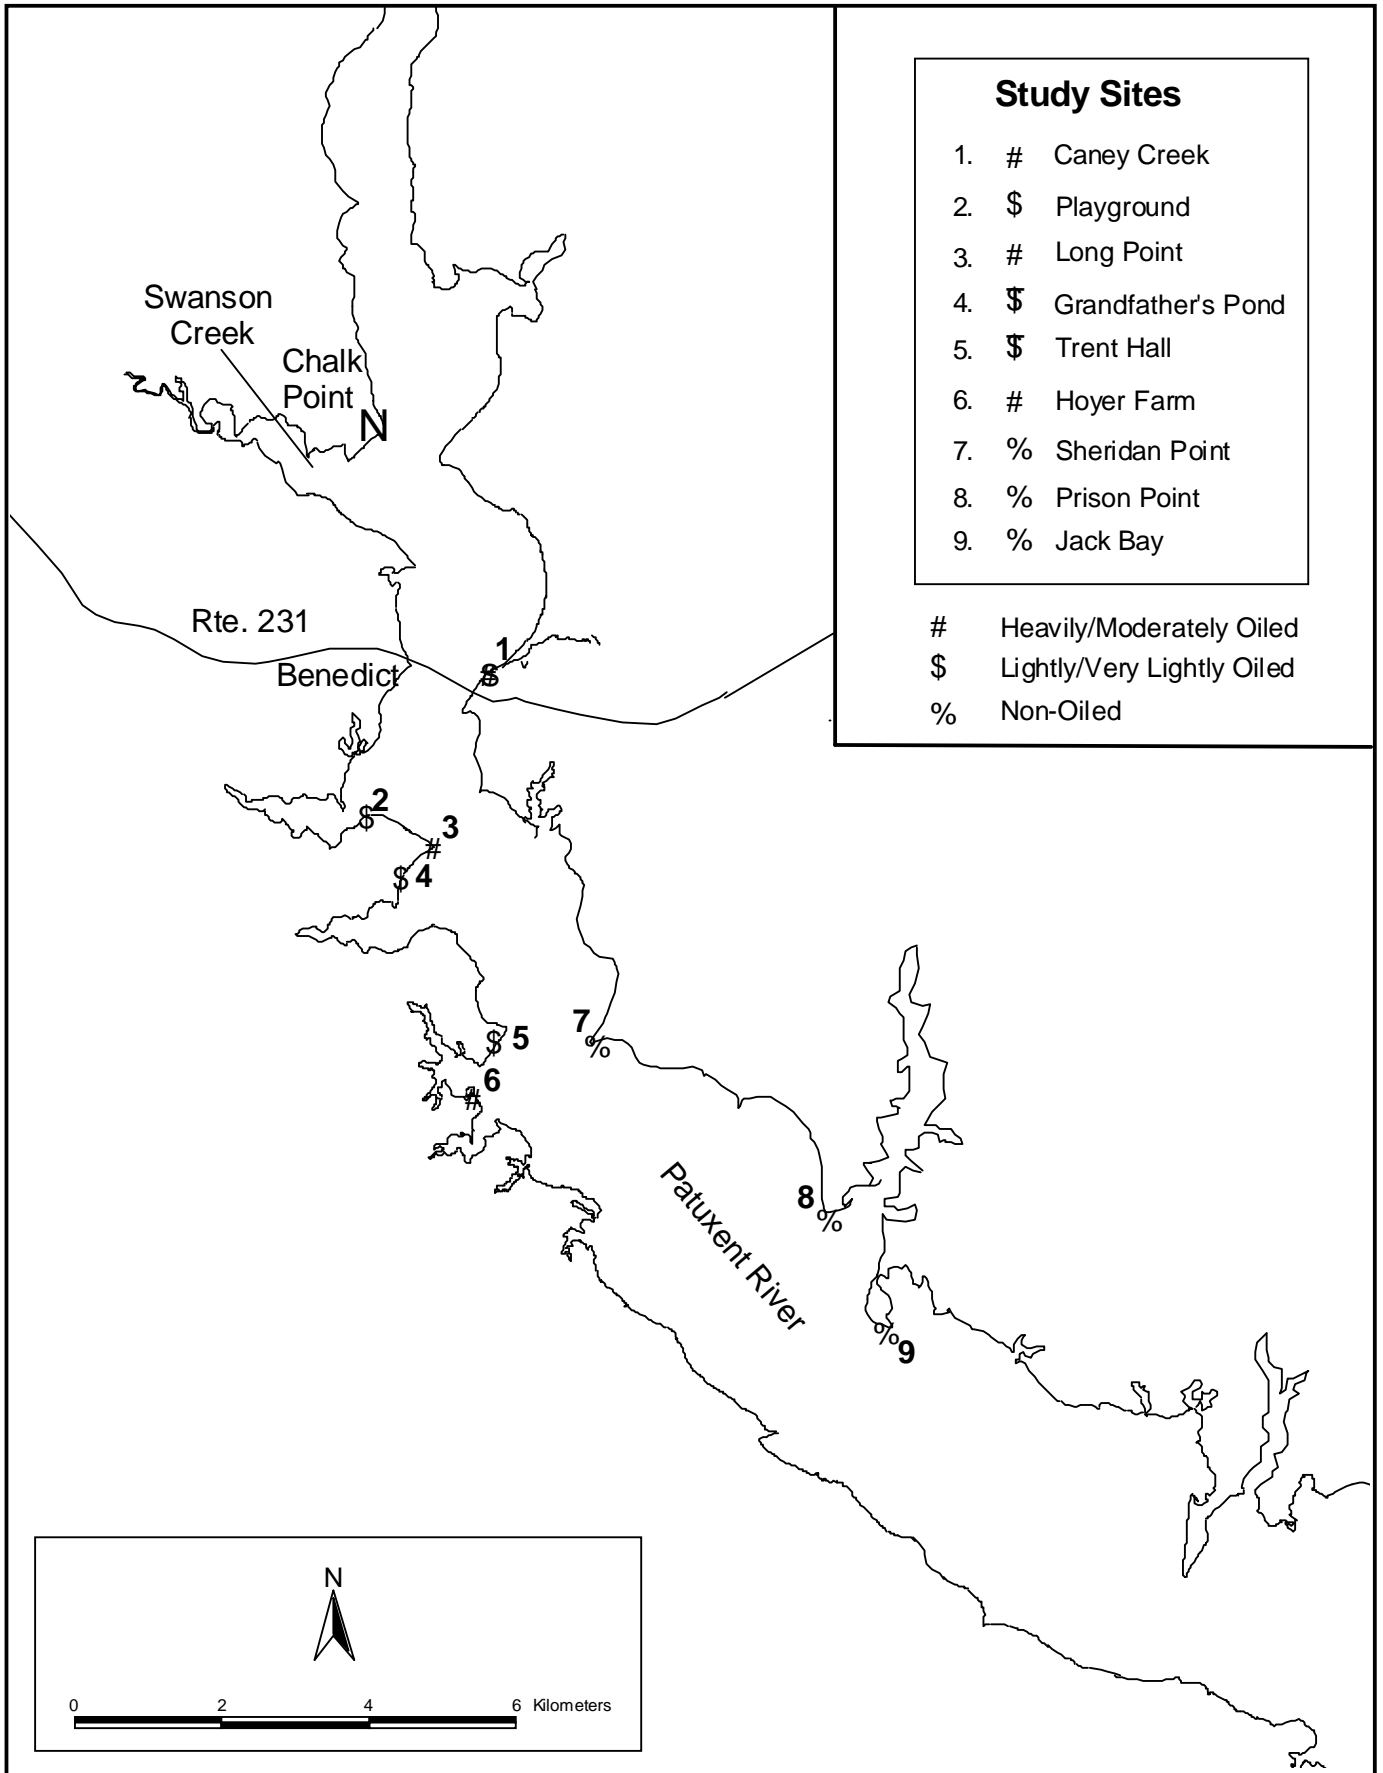 Study Sites
1. # Caney Creek
2. $ Playground
3. # Long Point
4. $ Grandfather's Pond
5. $ Trent Hall
6. # Hoyer Farm
7. % Sheridan Point
8. % Prison Point
9. % Jack Bay
# Heavily/Moderately Oiled
$ Lightly/Very Lightly Oiled
% Non-Oiled
Swanson
Creek
Chalk
Point
N
Rte. 231
Benedict
1
#
$
2
$
3
#
$ 4
$ 5
6
#
7
%
8
%
% 9
Patuxent River
N
0 2 4 6 Kilometers